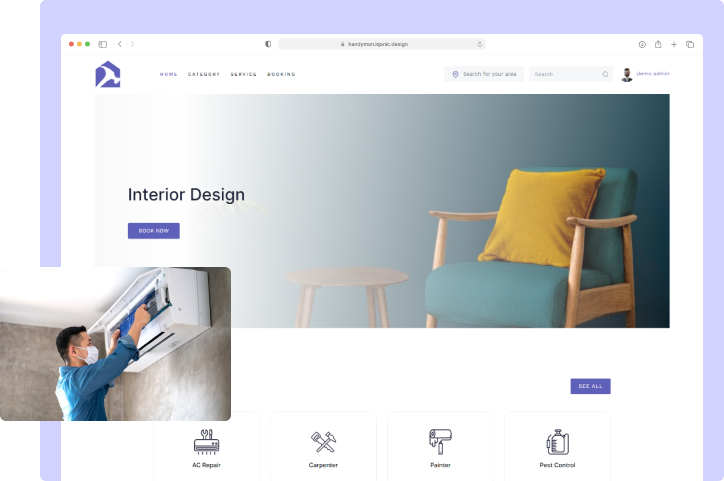 handyman.iqonic.design
HOME CATEGORY SERVICE BOOKING
Search for your area
Search
demo admin
Interior Design
BOOK NOW
SEE ALL
AC Repair
Carpenter
Painter
Pest Control